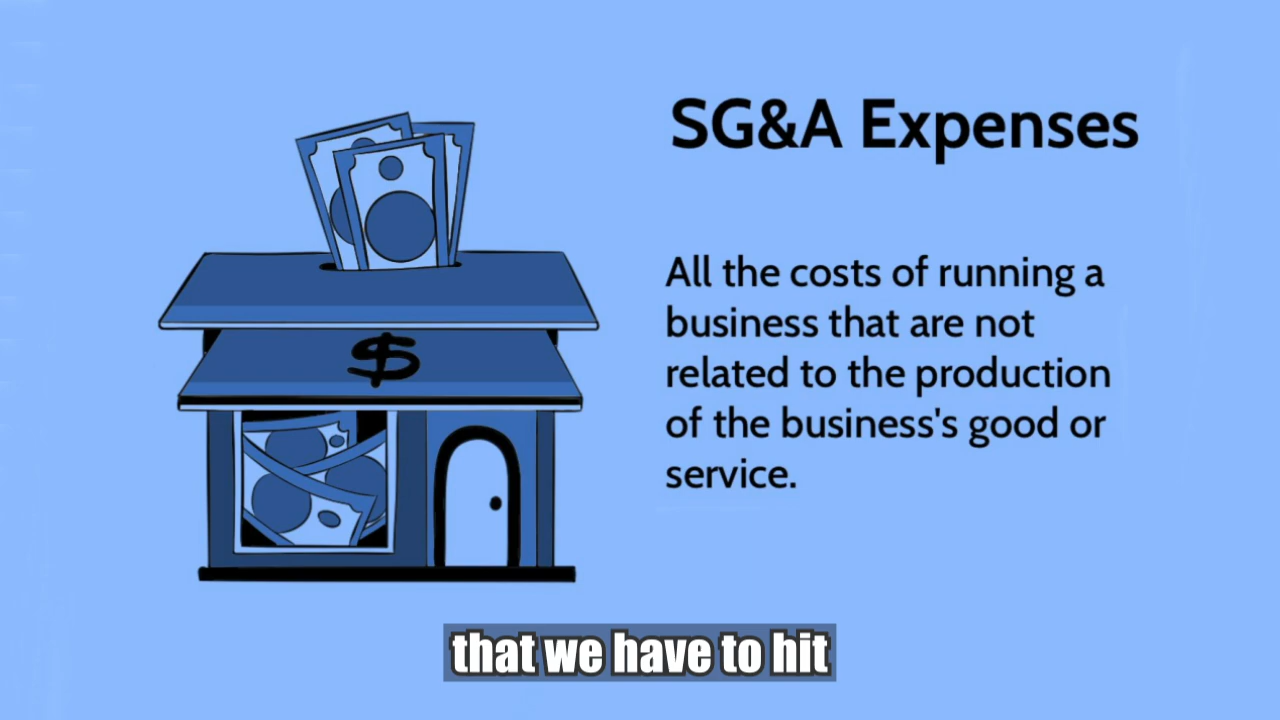 SG&A Expenses
All the costs of running a
business that are not
related to the production
of the business's good or
service.
$
that we have to hit